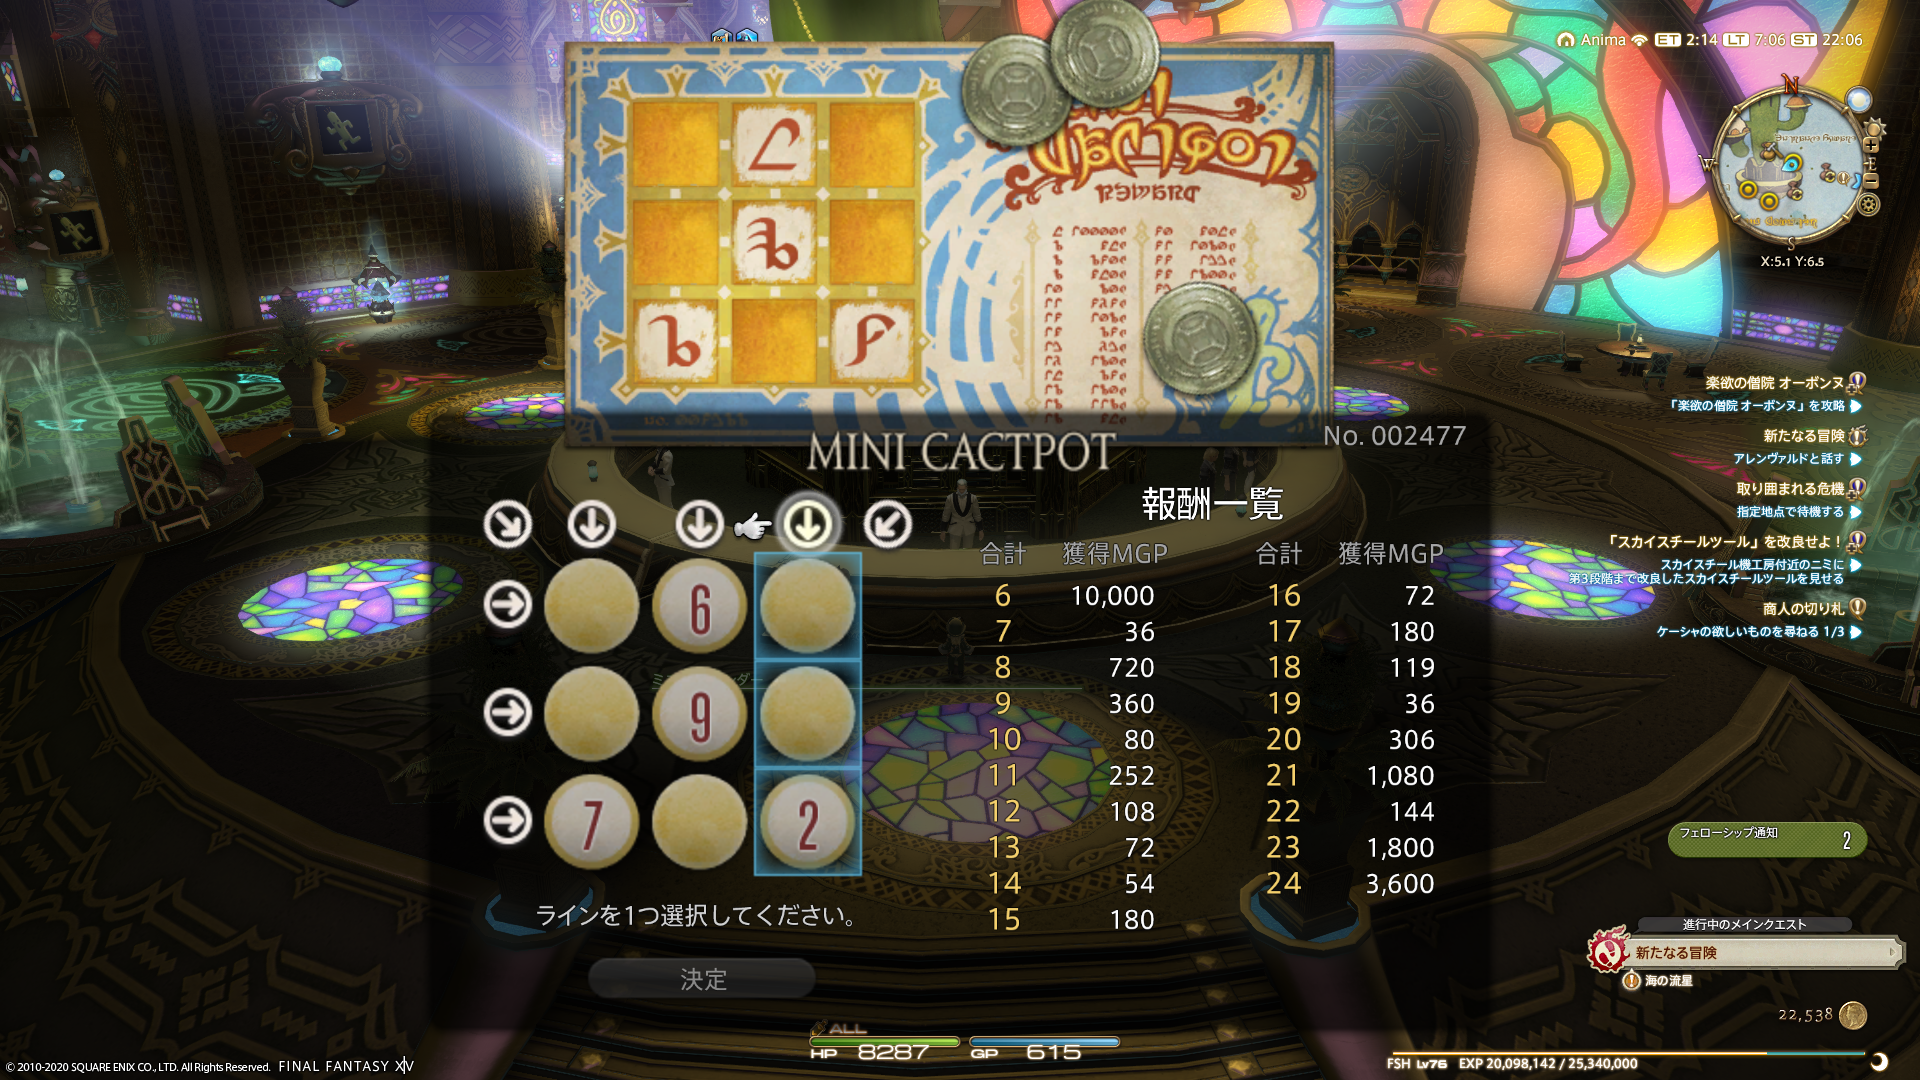 Anima ET 2:14 LT 7:06 ST 22:06
N
W
E
S
X:5.1 Y:6.5
楽欲の僧院 オーボンヌ
「楽欲の僧院 オーボンヌ」を攻略
新たなる冒険
アレンヴァルドと話す
取り囲まれる危機
指定地点で待機する
「スカイスチールツール」を改良せよ！
スカイスチール機工房付近のニミに
第3段階まで改良したスカイスチールツールを見せる
商人の切り札
ケーシャの欲しいものを尋ねる 1/3
MINI CACTPOT
No. 002477
報酬一覧
合計 獲得MGP 合計 獲得MGP
6 10,000 16 72
7 36 17 180
8 720 18 119
9 360 19 36
10 80 20 306
11 252 21 1,080
12 108 22 144
13 72 23 1,800
14 54 24 3,600
15 180
6
9
7 2
ラインを1つ選択してください。
決定
フェローシップ通知 2
進行中のメインクエスト
新たなる冒険
海の流星
22,538
ALL
HP 8287 GP 615
FSH Lv76 EXP 20,098,142 / 25,340,000
© 2010-2020 SQUARE ENIX CO., LTD. All Rights Reserved. FINAL FANTASY XIV